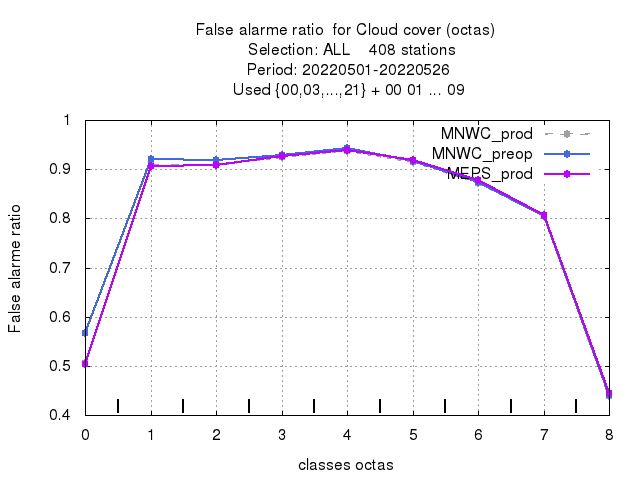 False alarme ratio  for Cloud cover (octas)
Selection: ALL    408 stations
Period: 20220501-20220526
Used {00,03,...,21} + 00 01 ... 09
MNWC_prod
MNWC_preop
MEPS_prod
False alarme ratio
1
0.9
0.8
0.7
0.6
0.5
0.4
0 1 2 3 4 5 6 7 8
classes octas